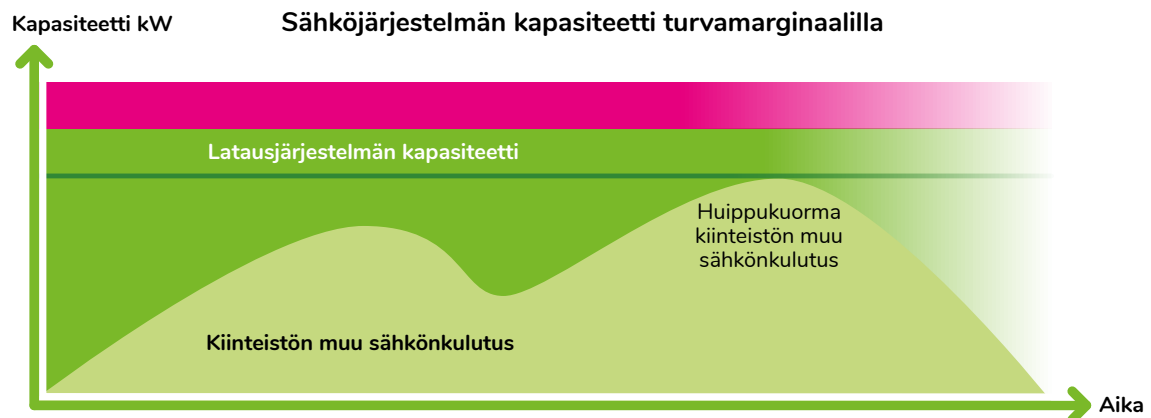 Kapasiteetti kW
Sähköjärjestelmän kapasiteetti turvamarginaalilla
Latausjärjestelmän kapasiteetti
Huippukuorma
kiinteistön muu
sähkönkulutus
Kiinteistön muu sähkönkulutus
Aika